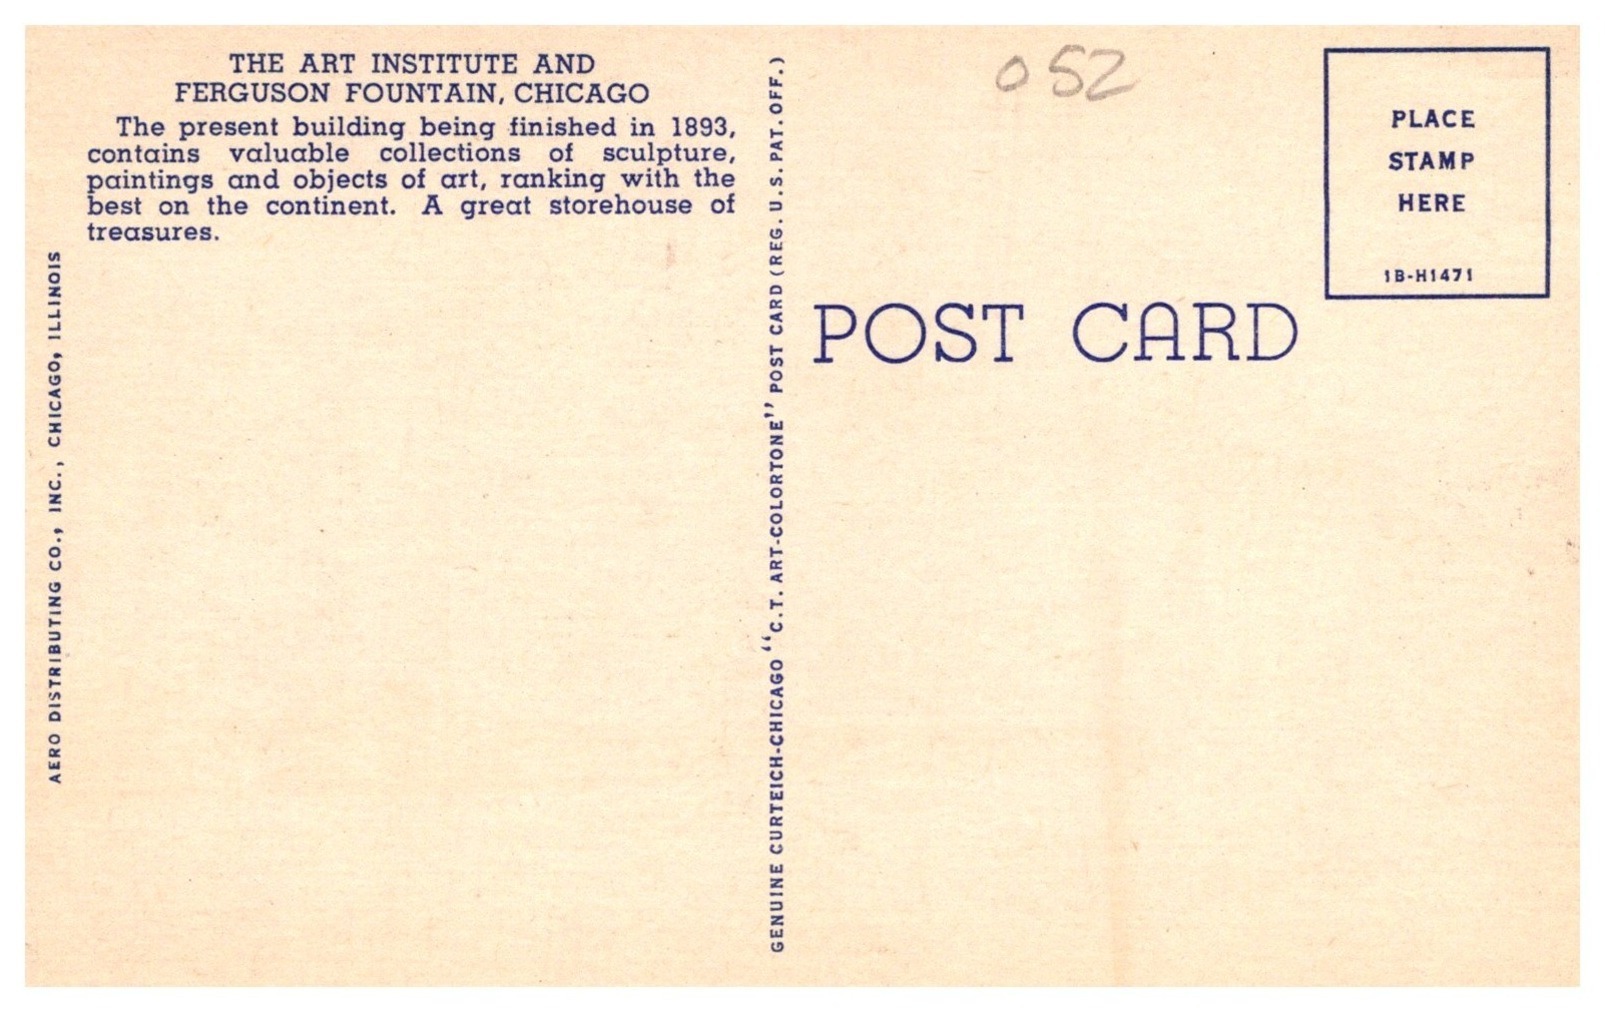 THE ART INSTITUTE AND
FERGUSON FOUNTAIN, CHICAGO
The present building being finished in 1893,
contains valuable collections of sculpture,
paintings and objects of art, ranking with the
best on the continent. A great storehouse of
treasures.
AERO DISTRIBUTING CO., INC., CHICAGO, ILLINOIS
GENUINE CURTEICH-CHICAGO "C.T. ART-COLORTONE" POST CARD (REG. U.S. PAT. OFF.)
052
PLACE
STAMP
HERE
1B-H1471
POST CARD